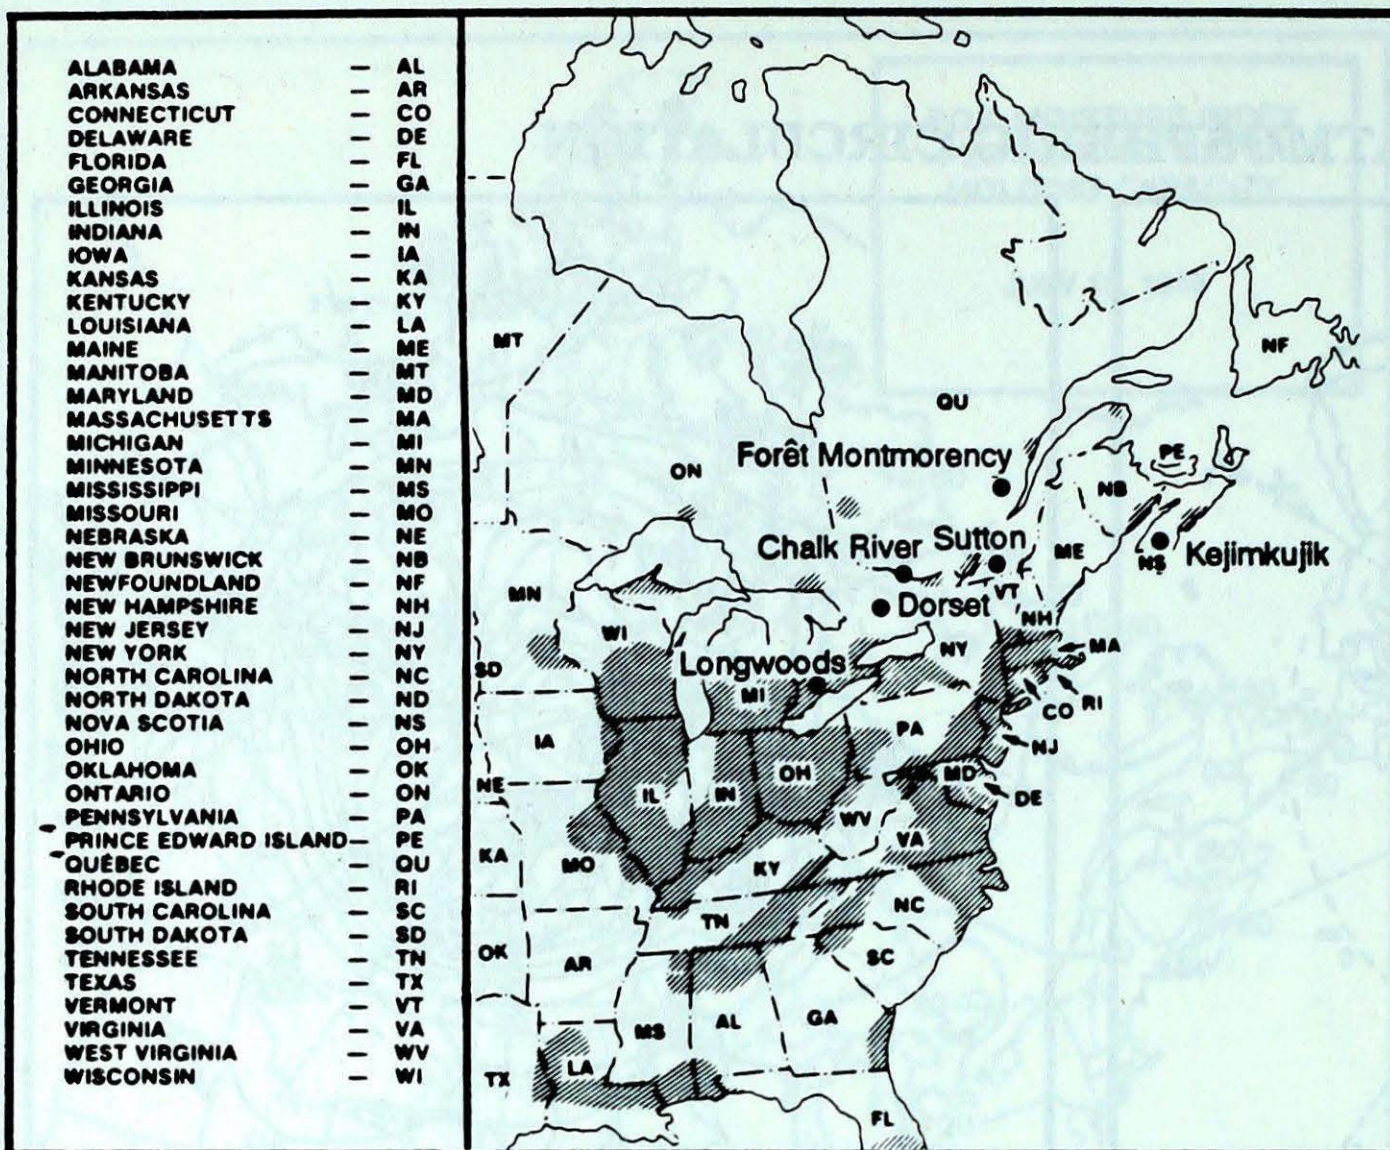 ALABAMA — AL
ARKANSAS — AR
CONNECTICUT — CO
DELAWARE — DE
FLORIDA — FL
GEORGIA — GA
ILLINOIS — IL
INDIANA — IN
IOWA — IA
KANSAS — KA
KENTUCKY — KY
LOUISIANA — LA
MAINE — ME
MANITOBA — MT
MARYLAND — MD
MASSACHUSETTS — MA
MICHIGAN — MI
MINNESOTA — MN
MISSISSIPPI — MS
MISSOURI — MO
NEBRASKA — NE
NEW BRUNSWICK — NB
NEWFOUNDLAND — NF
NEW HAMPSHIRE — NH
NEW JERSEY — NJ
NEW YORK — NY
NORTH CAROLINA — NC
NORTH DAKOTA — ND
NOVA SCOTIA — NS
OHIO — OH
OKLAHOMA — OK
ONTARIO — ON
PENNSYLVANIA — PA
PRINCE EDWARD ISLAND — PE
QUÉBEC — QU
RHODE ISLAND — RI
SOUTH CAROLINA — SC
SOUTH DAKOTA — SD
TENNESSEE — TN
TEXAS — TX
VERMONT — VT
VIRGINIA — VA
WEST VIRGINIA — WV
WISCONSIN — WI
MT
NF
QU
ON
Forêt Montmorency
PE
NB
Chalk River
Sutton
ME
NS
Kejimkujik
MN
VT
Dorset
NH
WI
NY
MA
SD
Longwoods
MI
CO
RI
IA
PA
NJ
NE
IL
IN
OH
MD
DE
WV
VA
KA
MO
KY
NC
TN
OK
AR
SC
MS
AL
GA
LA
TX
FL